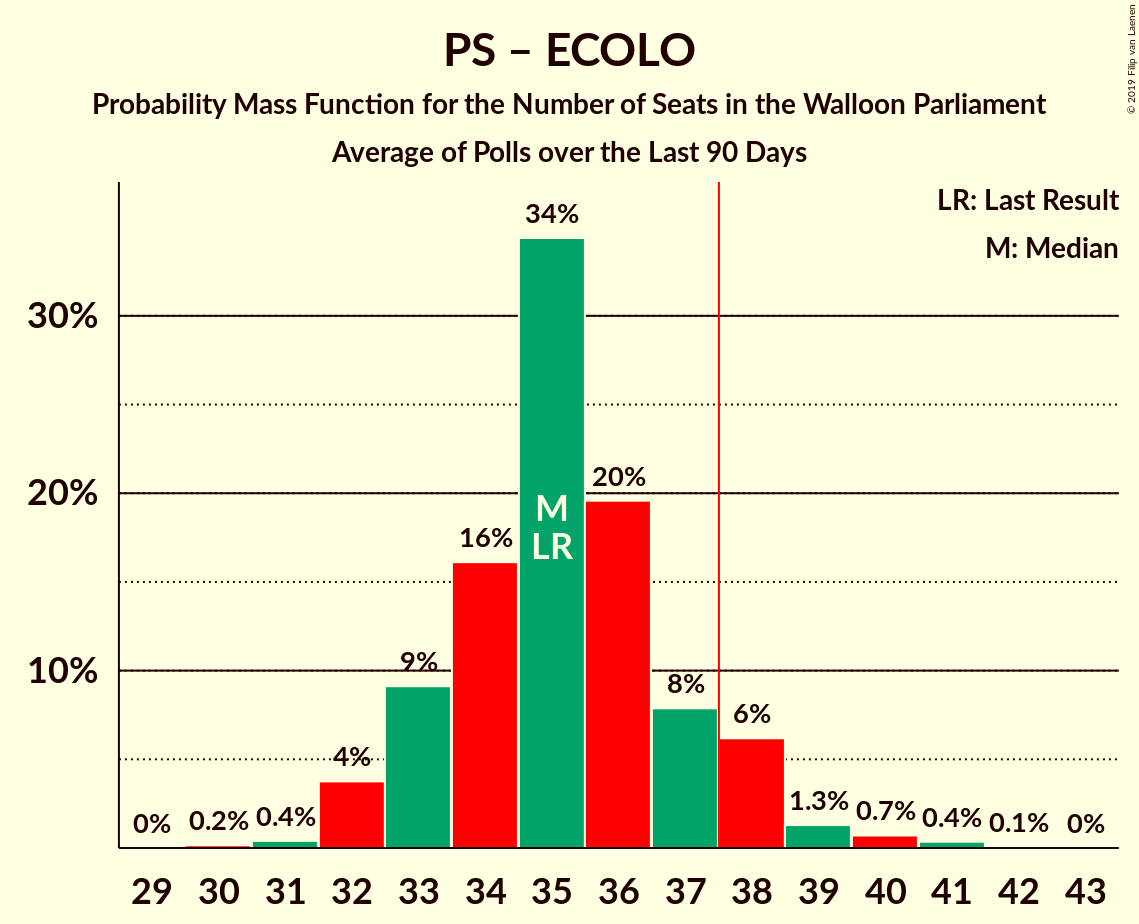 PS – ECOLO
Probability Mass Function for the Number of Seats in the Walloon Parliament
Average of Polls over the Last 90 Days
© 2019 Filip van Laenen
LR: Last Result
M: Median
30%
20%
10%
0%
0.2%
0.4%
4%
9%
16%
34%
20%
8%
6%
1.3%
0.7%
0.4%
0.1%
0%
M
LR
29 30 31 32 33 34 35 36 37 38 39 40 41 42 43